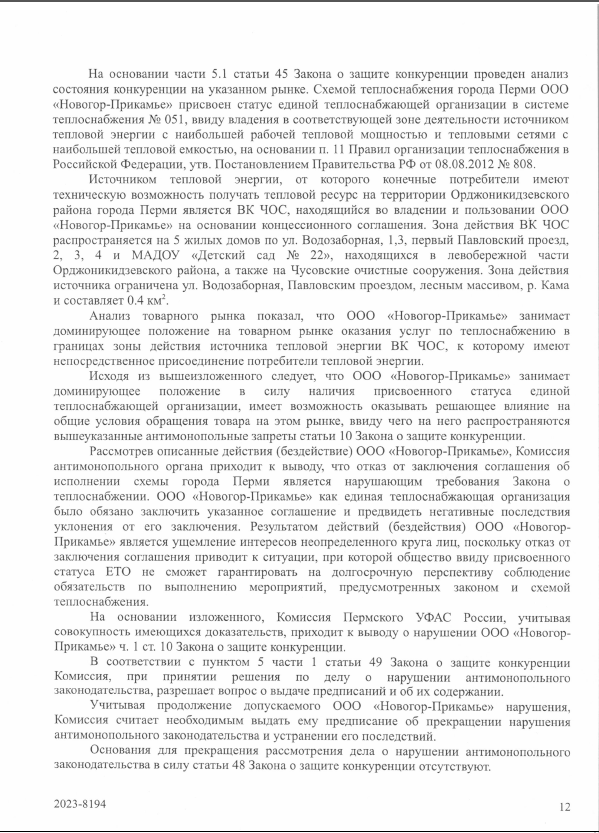 На основании части 5.1 статьи 45 Закона о защите конкуренции проведен анализ
состояния конкуренции на указанном рынке. Схемой теплоснабжения города Перми ООО
«Новогор-Прикамье» присвоен статус единой теплоснабжающей организации в системе
теплоснабжения № 051, ввиду владения в соответствующей зоне деятельности источником
тепловой энергии с наибольшей рабочей тепловой мощностью и тепловыми сетями с
наибольшей тепловой емкостью, на основании п. 11 Правил организации теплоснабжения в
Российской Федерации, утв. Постановлением Правительства РФ от 08.08.2012 № 808.
Источником тепловой энергии, от которого конечные потребители имеют
техническую возможность получать тепловой ресурс на территории Орджоникидзевского
района города Перми является ВК ЧОС, находящийся во владении и пользовании ООО
«Новогор-Прикамье» на основании концессионного соглашения. Зона действия ВК ЧОС
распространяется на 5 жилых домов по ул. Водозаборная, 1,3, первый Павловский проезд,
2, 3, 4 и МАДОУ «Детский сад № 22», находящихся в левобережной части
Орджоникидзевского района, а также на Чусовские очистные сооружения. Зона действия
источника ограничена ул. Водозаборная, Павловским проездом, лесным массивом, р. Кама
и составляет 0.4 км².
Анализ товарного рынка показал, что ООО «Новогор-Прикамье» занимает
доминирующее положение на товарном рынке оказания услуг по теплоснабжению в
границах зоны действия источника тепловой энергии ВК ЧОС, к которому имеют
непосредственное присоединение потребители тепловой энергии.
Исходя из вышеизложенного следует, что ООО «Новогор-Прикамье» занимает
доминирующее положение в силу наличия присвоенного статуса единой
теплоснабжающей организации, имеет возможность оказывать решающее влияние на
общие условия обращения товара на этом рынке, ввиду чего на него распространяются
вышеуказанные антимонопольные запреты статьи 10 Закона о защите конкуренции.
Рассмотрев описанные действия (бездействие) ООО «Новогор-Прикамье», Комиссия
антимонопольного органа приходит к выводу, что отказ от заключения соглашения об
исполнении схемы города Перми является нарушающим требования Закона о
теплоснабжении. ООО «Новогор-Прикамье» как единая теплоснабжающая организация
было обязано заключить указанное соглашение и предвидеть негативные последствия
уклонения от его заключения. Результатом действий (бездействия) ООО «Новогор-
Прикамье» является ущемление интересов неопределенного круга лиц, поскольку отказ от
заключения соглашения приводит к ситуации, при которой общество ввиду присвоенного
статуса ЕТО не сможет гарантировать на долгосрочную перспективу соблюдение
обязательств по выполнению мероприятий, предусмотренных законом и схемой
теплоснабжения.
На основании изложенного, Комиссия Пермского УФАС России, учитывая
совокупность имеющихся доказательств, приходит к выводу о нарушении ООО «Новогор-
Прикамье» ч. 1 ст. 10 Закона о защите конкуренции.
В соответствии с пунктом 5 части 1 статьи 49 Закона о защите конкуренции
Комиссия, при принятии решения по делу о нарушении антимонопольного
законодательства, разрешает вопрос о выдаче предписаний и об их содержании.
Учитывая продолжение допускаемого ООО «Новогор-Прикамье» нарушения,
Комиссия считает необходимым выдать ему предписание об прекращении нарушения
антимонопольного законодательства и устранении его последствий.
Основания для прекращения рассмотрения дела о нарушении антимонопольного
законодательства в силу статьи 48 Закона о защите конкуренции отсутствуют.
2023-8194
12